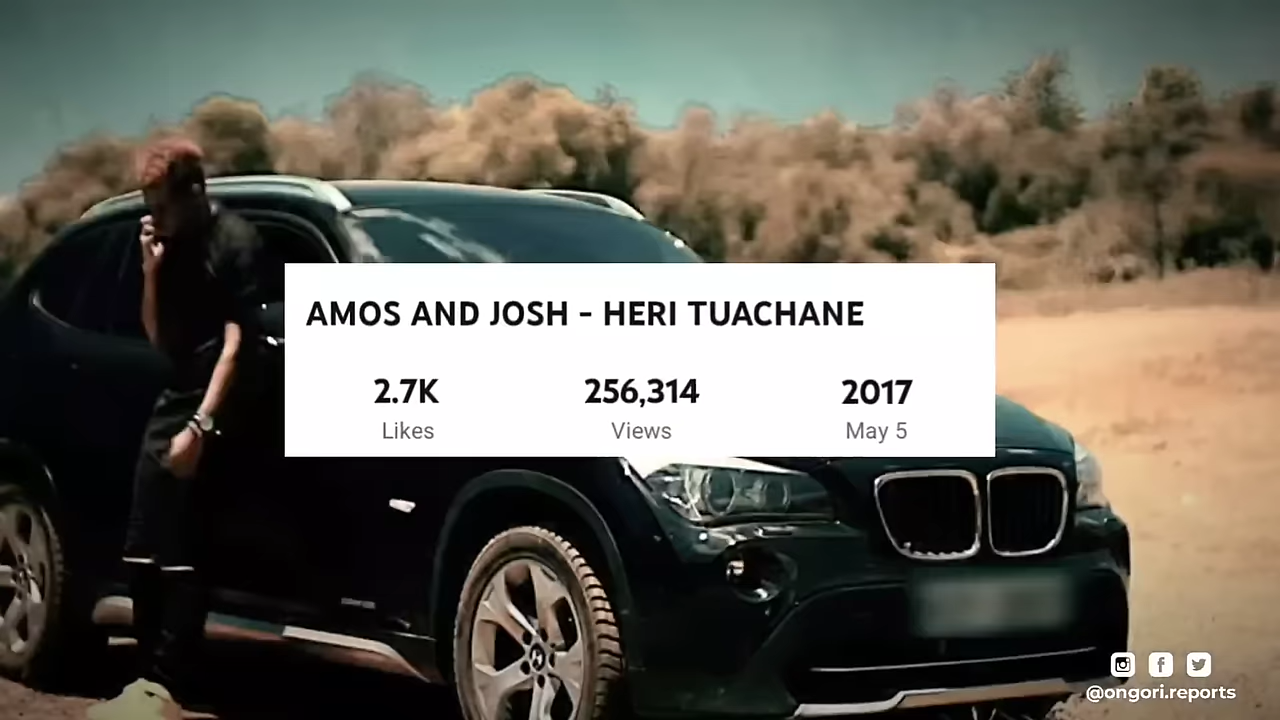 AMOS AND JOSH - HERI TUACHANE
2.7K 256,314 2017
Likes Views May 5
@ongori.reports